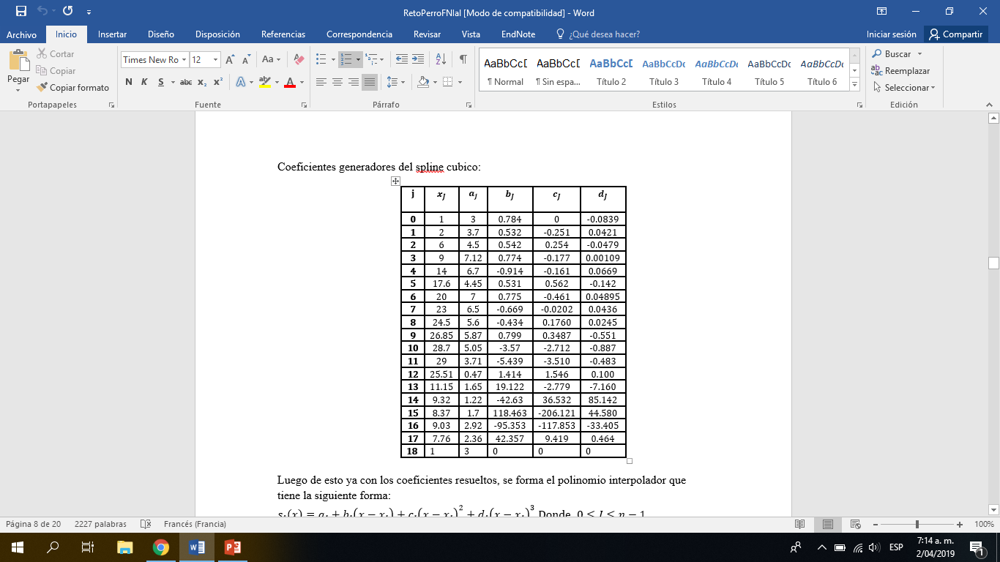 RetoPerroFNlal [Modo de compatibilidad] - Word
Archivo Inicio Insertar Diseño Disposición Referencias Correspondencia Revisar Vista EndNote ¿Qué desea hacer? Iniciar sesión Compartir
Pegar
Cortar
Copiar
Copiar formato
Times New Ro 12 A A Aa
N K S abc x₂ x² A ab A
AaBbCcI AaBbCcI AaBbCcI AaBbCcDc AaBbCcDc AaBbCcDc AaBbCcDc
¶ Normal ¶ Sin espa... Título 2 Título 3 Título 4 Título 5 Título 6
Buscar
Reemplazar
Seleccionar
Portapapeles Fuente Párrafo Estilos Edición
Coeficientes generadores del spline cubico:
j x_J a_J b_J c_J d_J
0 1 3 0.784 0 -0.0839
1 2 3.7 0.532 -0.251 0.0421
2 6 4.5 0.542 0.254 -0.0479
3 9 7.12 0.774 -0.177 0.00109
4 14 6.7 -0.914 -0.161 0.0669
5 17.6 4.45 0.531 0.562 -0.142
6 20 7 0.775 -0.461 0.04895
7 23 6.5 -0.669 -0.0202 0.0436
8 24.5 5.6 -0.434 0.1760 0.0245
9 26.85 5.87 0.799 0.3487 -0.551
10 28.7 5.05 -3.57 -2.712 -0.887
11 29 3.71 -5.439 -3.510 -0.483
12 25.51 0.47 1.414 1.546 0.100
13 11.15 1.65 19.122 -2.779 -7.160
14 9.32 1.22 -42.63 36.532 85.142
15 8.37 1.7 118.463 -206.121 44.580
16 9.03 2.92 -95.353 -117.853 -33.405
17 7.76 2.36 42.357 9.419 0.464
18 1 3 0 0 0
Luego de esto ya con los coeficientes resueltos, se forma el polinomio interpolador que
tiene la siguiente forma:
s_J(x) = a_J + b_J(x − x_J) + c_J(x − x_J)² + d_J(x − x_J)³ Donde 0 ≤ J ≤ n − 1
Página 8 de 20 2227 palabras Francés (Francia) 100%
ESP 7:14 a. m.
2/04/2019 1